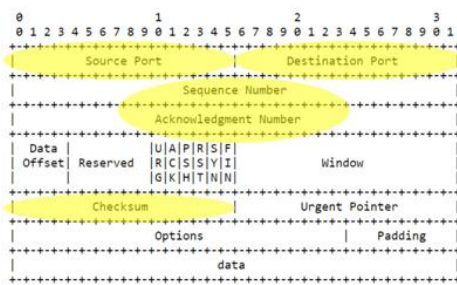 0                   1                   2                   3
0 1 2 3 4 5 6 7 8 9 0 1 2 3 4 5 6 7 8 9 0 1 2 3 4 5 6 7 8 9 0 1
+-+-+-+-+-+-+-+-+-+-+-+-+-+-+-+-+-+-+-+-+-+-+-+-+-+-+-+-+-+-+-+-+
|          Source Port          |       Destination Port        |
+-+-+-+-+-+-+-+-+-+-+-+-+-+-+-+-+-+-+-+-+-+-+-+-+-+-+-+-+-+-+-+-+
|                        Sequence Number                        |
+-+-+-+-+-+-+-+-+-+-+-+-+-+-+-+-+-+-+-+-+-+-+-+-+-+-+-+-+-+-+-+-+
|                    Acknowledgment Number                      |
+-+-+-+-+-+-+-+-+-+-+-+-+-+-+-+-+-+-+-+-+-+-+-+-+-+-+-+-+-+-+-+-+
|  Data |           |U|A|P|R|S|F|                               |
| Offset| Reserved  |R|C|S|S|Y|I|            Window             |
|       |           |G|K|H|T|N|N|                               |
+-+-+-+-+-+-+-+-+-+-+-+-+-+-+-+-+-+-+-+-+-+-+-+-+-+-+-+-+-+-+-+-+
|           Checksum            |         Urgent Pointer        |
+-+-+-+-+-+-+-+-+-+-+-+-+-+-+-+-+-+-+-+-+-+-+-+-+-+-+-+-+-+-+-+-+
|                    Options                    |    Padding    |
+-+-+-+-+-+-+-+-+-+-+-+-+-+-+-+-+-+-+-+-+-+-+-+-+-+-+-+-+-+-+-+-+
|                             data                              |
+-+-+-+-+-+-+-+-+-+-+-+-+-+-+-+-+-+-+-+-+-+-+-+-+-+-+-+-+-+-+-+-+